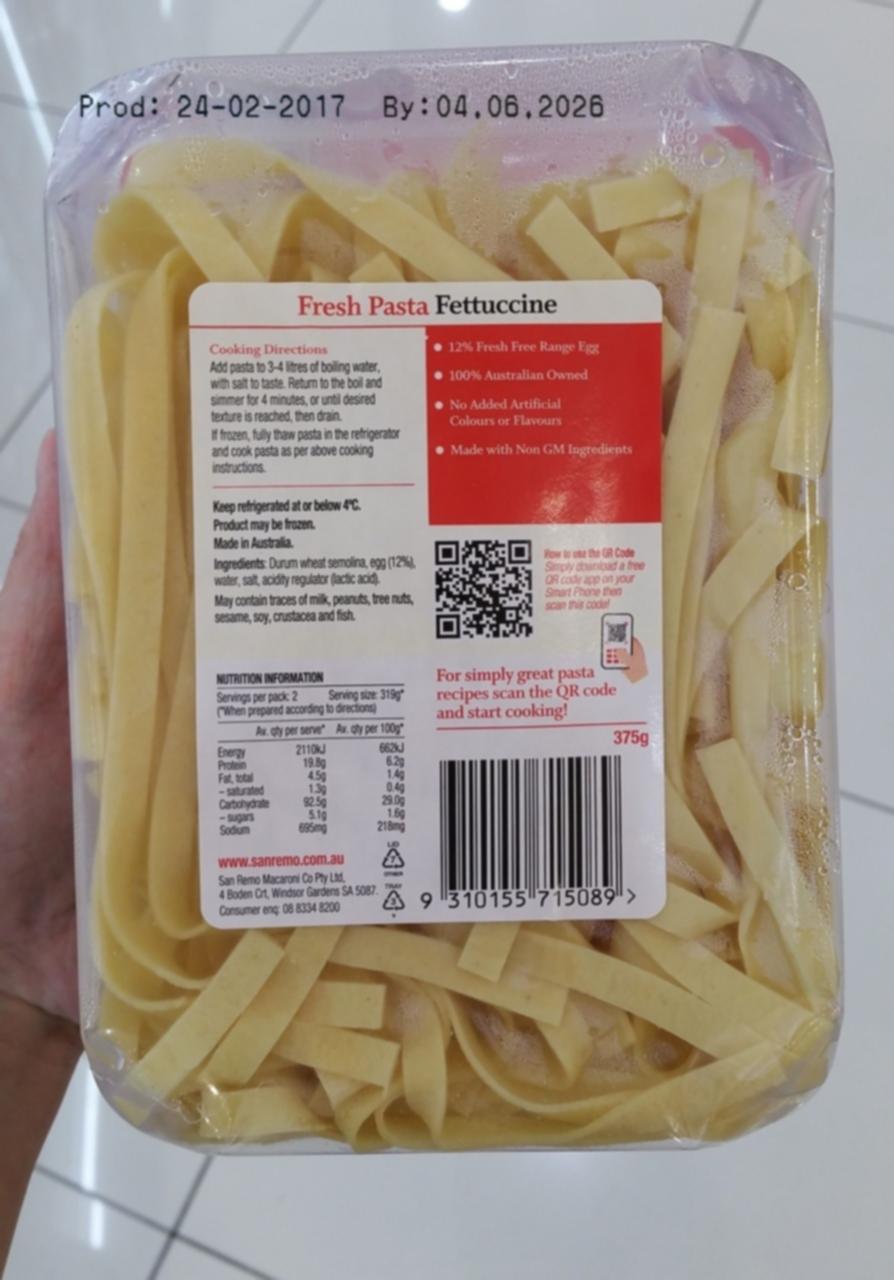 Prod: 24-02-2017 By:04.06.2026
Fresh Pasta Fettuccine
Cooking Directions
Add pasta to 3-4 litres of boiling water,
with salt to taste. Return to the boil and
simmer for 4 minutes, or until desired
texture is reached, then drain.
If frozen, fully thaw pasta in the refrigerator
and cook pasta as per above cooking
instructions.
Keep refrigerated at or below 4°C.
Product may be frozen.
Made in Australia.
Ingredients: Durum wheat semolina, egg (12%),
water, salt, acidity regulator (lactic acid).
May contain traces of milk, peanuts, tree nuts,
sesame, soy, crustacea and fish.
NUTRITION INFORMATION
Servings per pack: 2 Serving size: 319g*
(*When prepared according to directions)
Av. qty per serve* Av. qty per 100g*
Energy 2110kJ 662kJ
Protein 19.8g 6.2g
Fat, total 4.5g 1.4g
– saturated 1.3g 0.4g
Carbohydrate 92.5g 29.0g
– sugars 5.1g 1.6g
Sodium 695mg 218mg
www.sanremo.com.au
San Remo Macaroni Co Pty Ltd,
4 Boden Crt, Windsor Gardens SA 5087.
Consumer enq: 08 8334 8200
LID
7
OTHER
TRAY
3
• 12% Fresh Free Range Egg
• 100% Australian Owned
• No Added Artificial
Colours or Flavours
• Made with Non GM Ingredients
How to use the QR Code
Simply download a free
QR code app on your
Smart Phone then
scan this code!
For simply great pasta
recipes scan the QR code
and start cooking!
375g
9 310155 715089 >